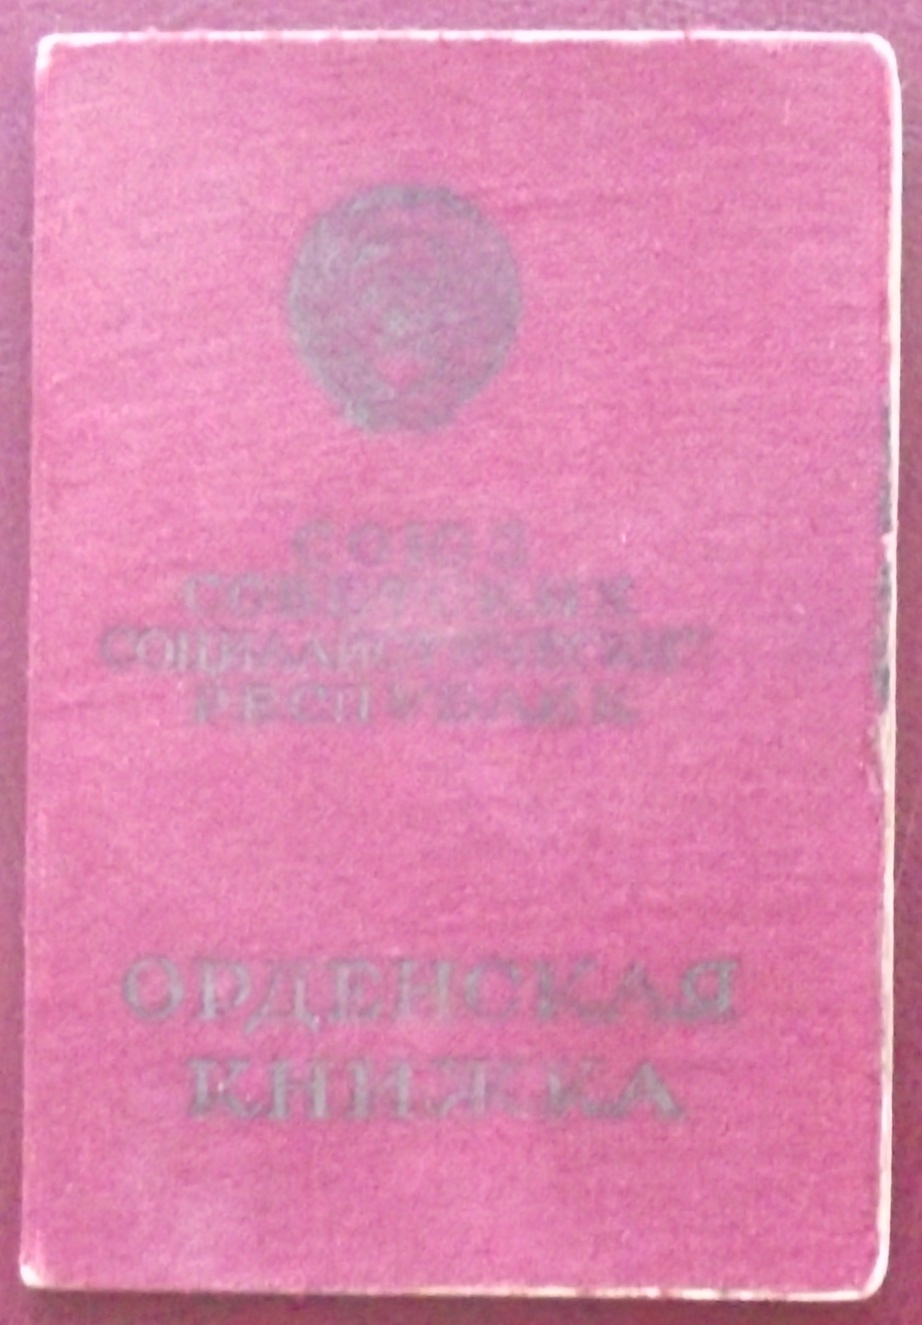 СОЮЗ
СОВЕТСКИХ
СОЦИАЛИСТИЧЕСКИХ
РЕСПУБЛИК
ОРДЕНСКАЯ
КНИЖКА